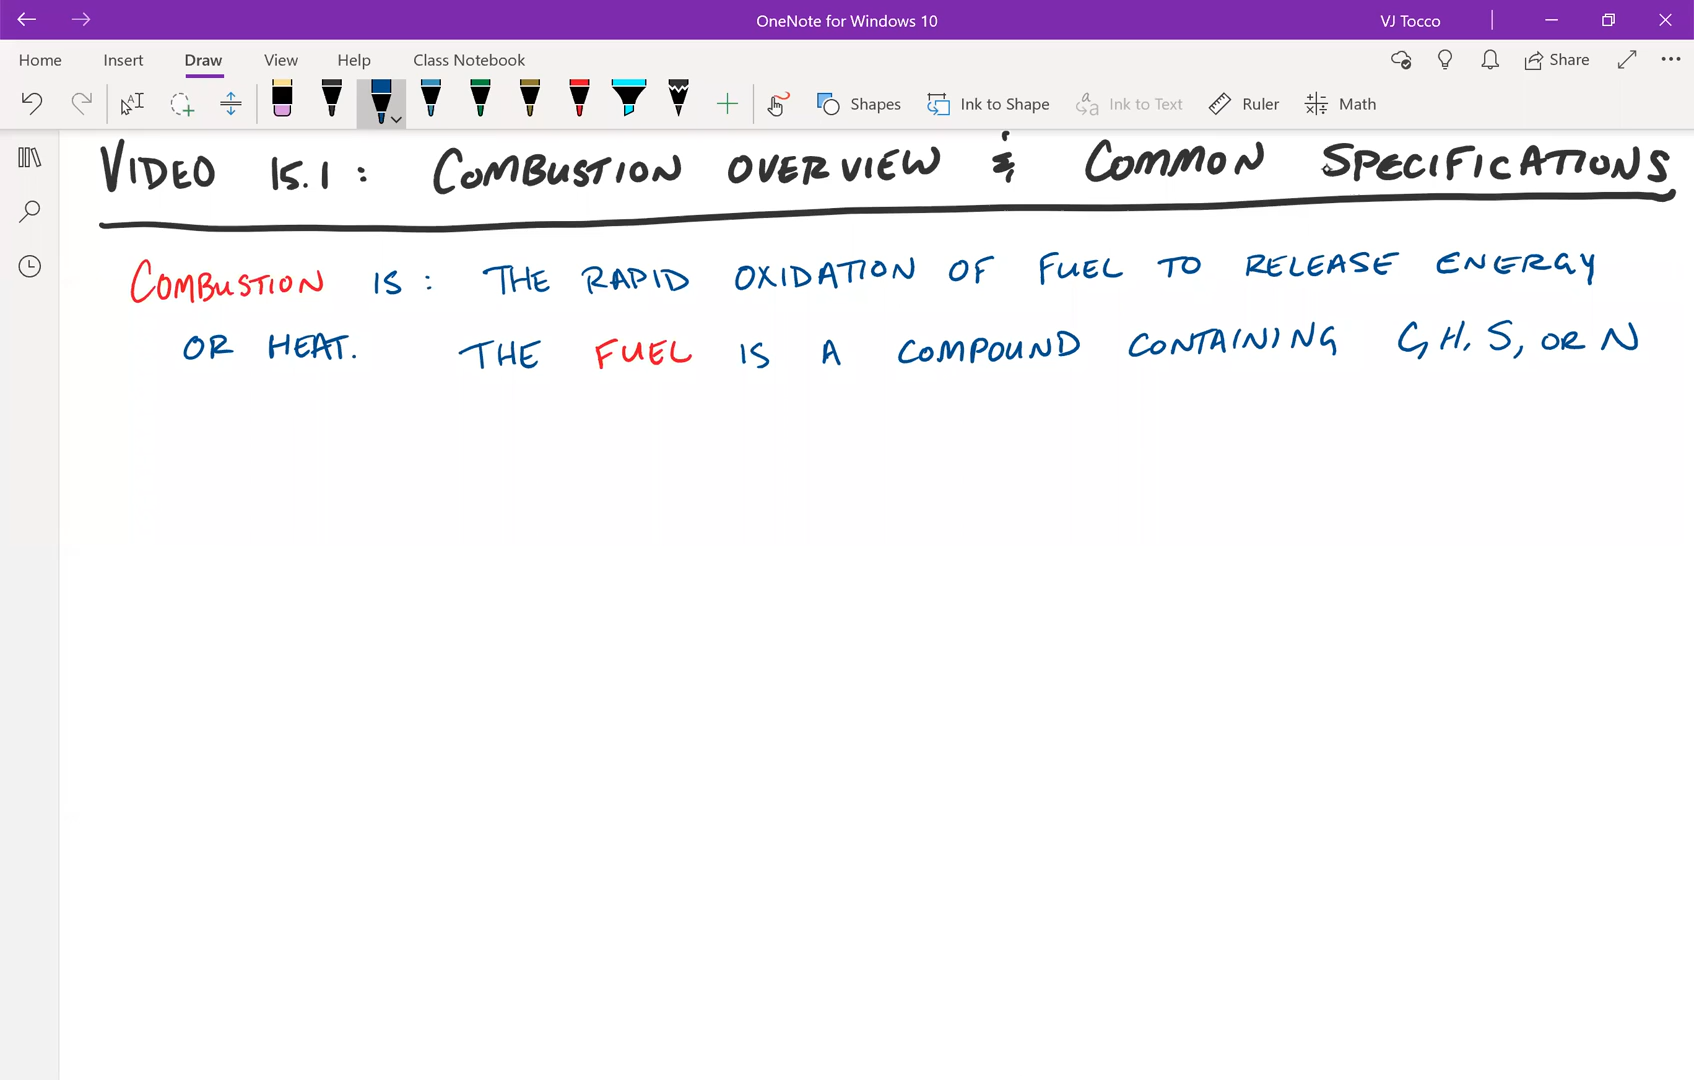 OneNote for Windows 10
VJ Tocco
Home Insert Draw View Help Class Notebook
Share
Shapes Ink to Shape Ink to Text Ruler Math
VIDEO 15.1: COMBUSTION OVERVIEW & COMMON SPECIFICATIONS
COMBUSTION IS: THE RAPID OXIDATION OF FUEL TO RELEASE ENERGY
OR HEAT. THE FUEL IS A COMPOUND CONTAINING C, H, S, OR N